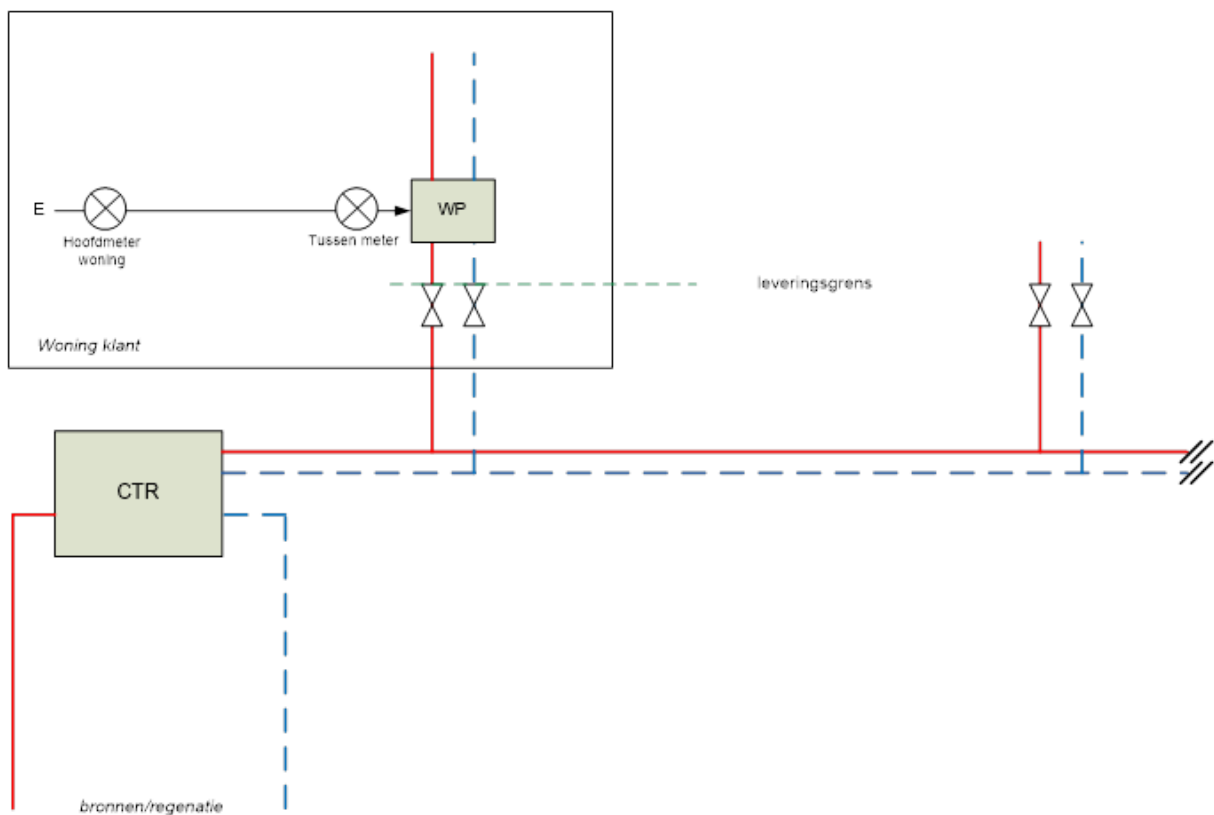 E
Hoofdmeter
woning
Tussen meter
WP
leveringsgrens
Woning klant
CTR
bronnen/regenatie